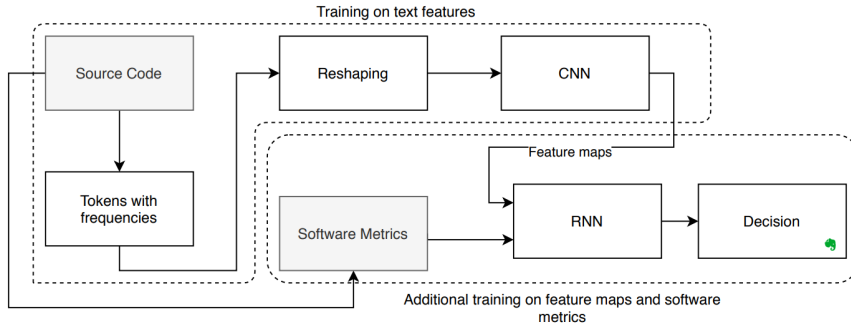 Training on text features
Source Code
Reshaping
CNN
Tokens with
frequencies
Feature maps
Software Metrics
RNN
Decision
Additional training on feature maps and software
metrics